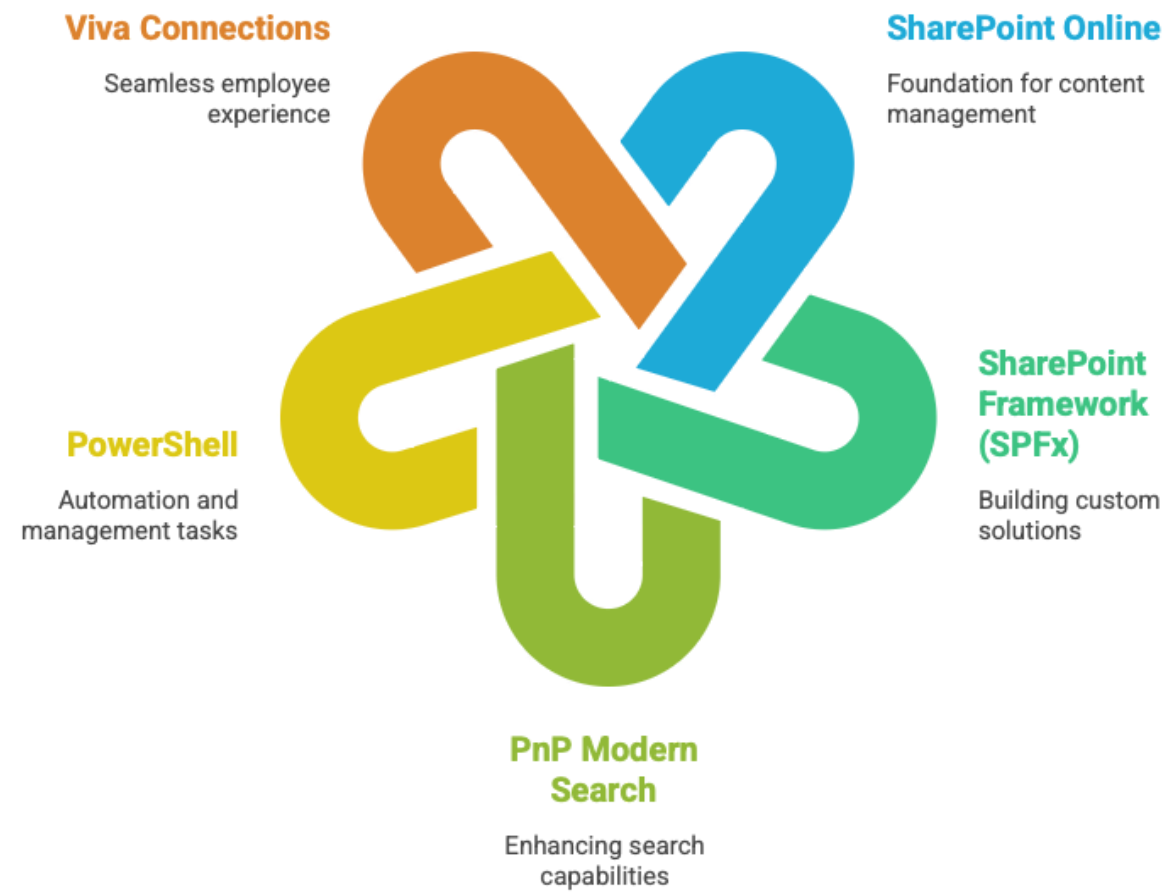 Viva Connections
Seamless employee
experience
SharePoint Online
Foundation for content
management
SharePoint
Framework
(SPFx)
Building custom
solutions
PowerShell
Automation and
management tasks
PnP Modern
Search
Enhancing search
capabilities